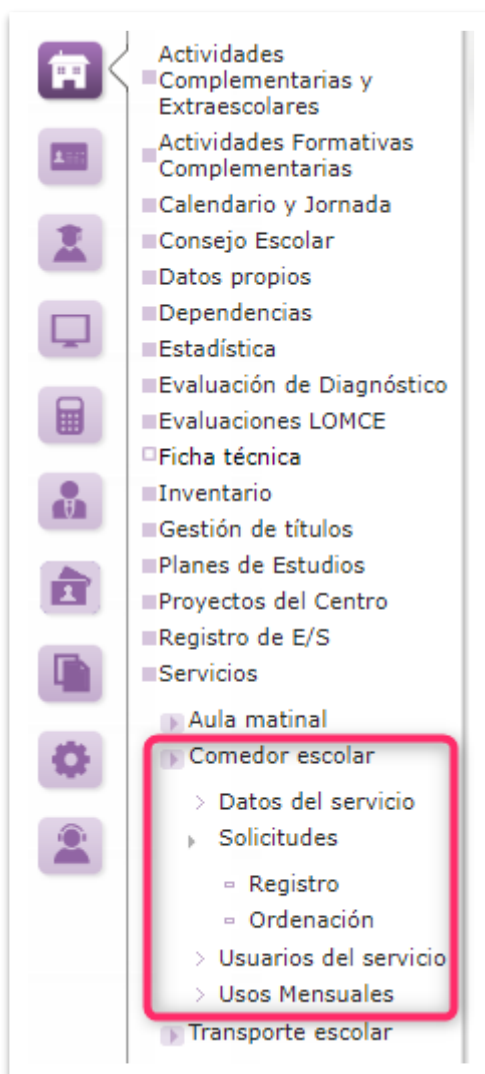 Actividades
Complementarias y
Extraescolares
Actividades Formativas
Complementarias
Calendario y Jornada
Consejo Escolar
Datos propios
Dependencias
Estadística
Evaluación de Diagnóstico
Evaluaciones LOMCE
Ficha técnica
Inventario
Gestión de títulos
Planes de Estudios
Proyectos del Centro
Registro de E/S
Servicios
Aula matinal
Comedor escolar
Datos del servicio
Solicitudes
Registro
Ordenación
Usuarios del servicio
Usos Mensuales
Transporte escolar